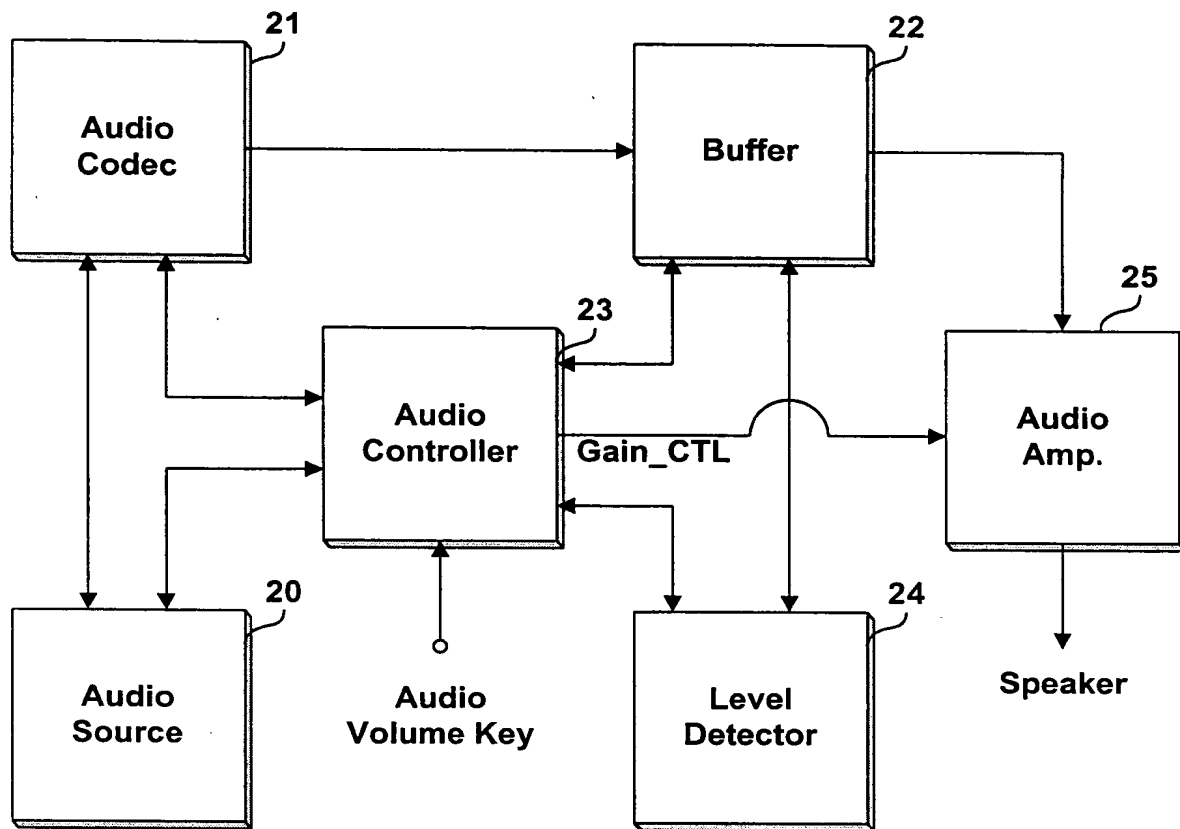 21
Audio
Codec
22
Buffer
23
Audio
Controller
Gain_CTL
25
Audio
Amp.
20
Audio
Source
Audio
Volume Key
24
Level
Detector
Speaker